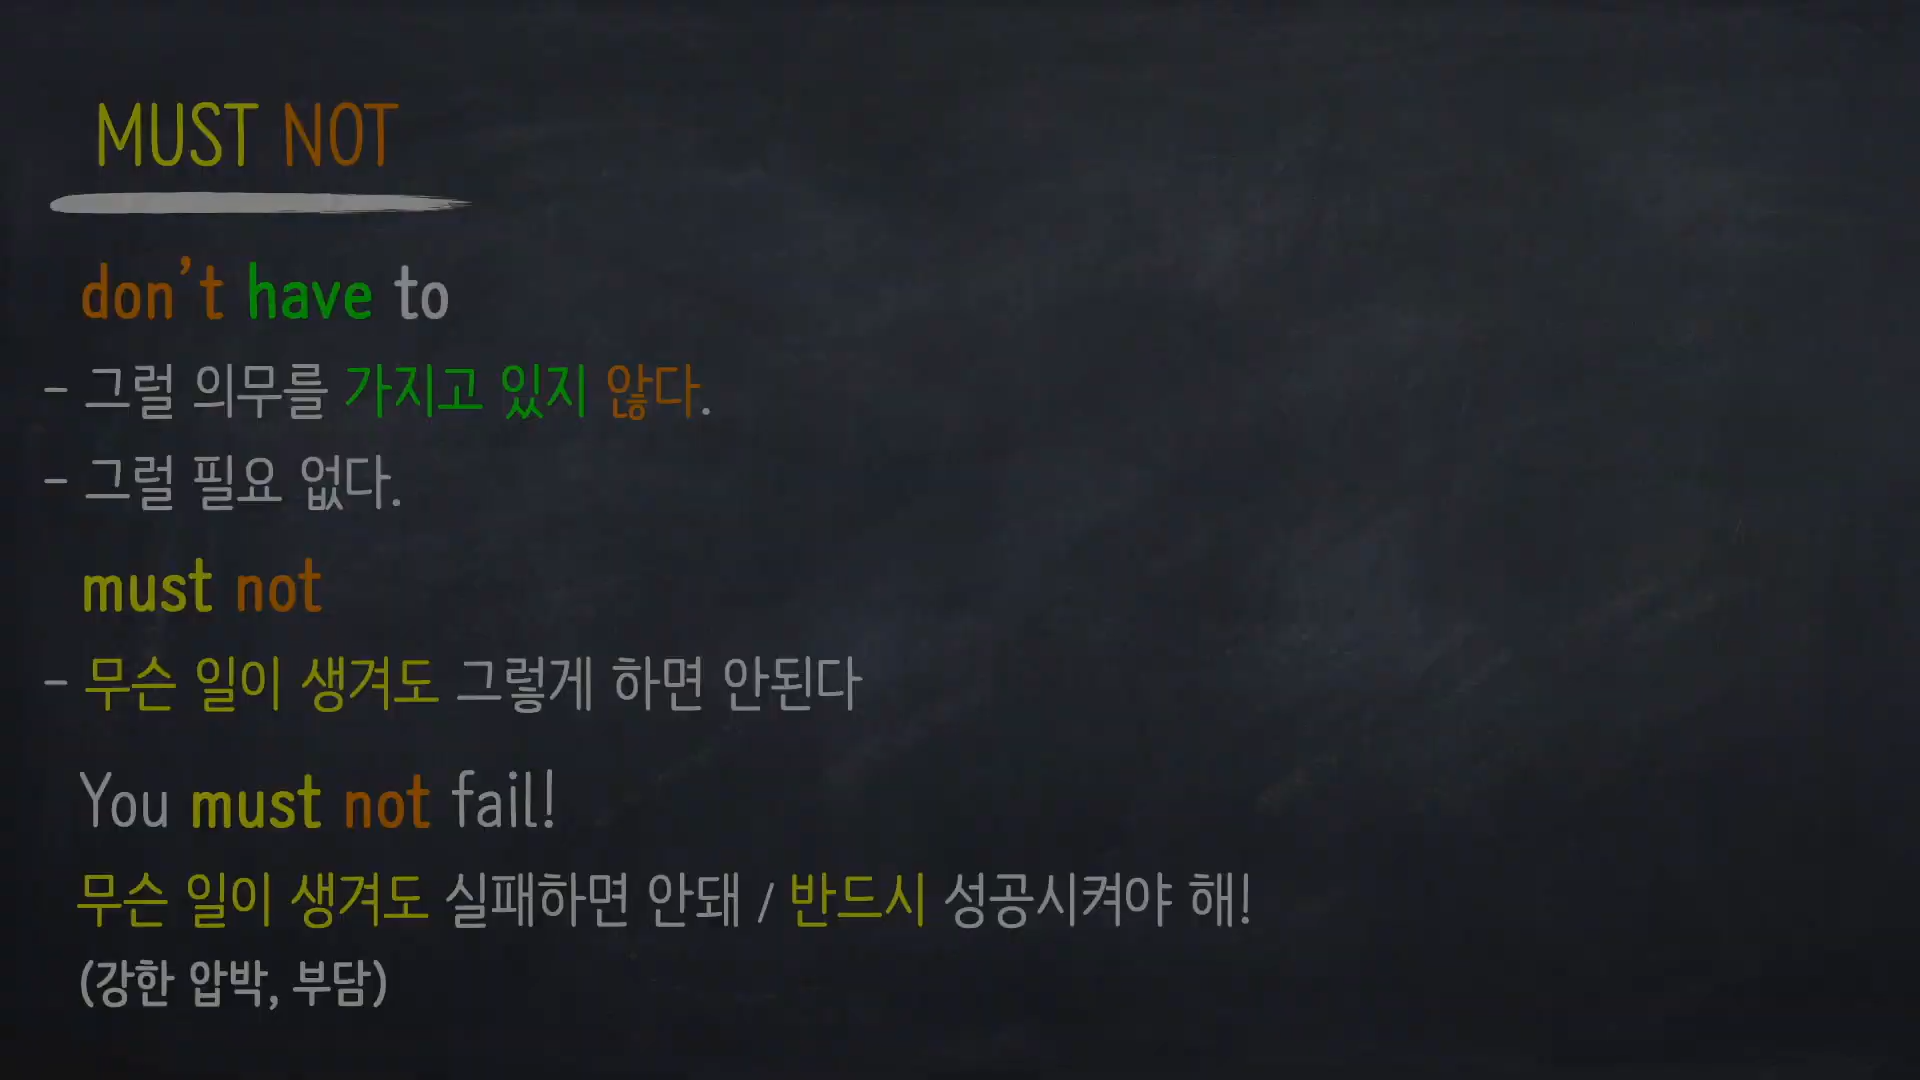 MUST NOT
don't have to
- 그럴 의무를 가지고 있지 않다.
- 그럴 필요 없다.
must not
- 무슨 일이 생겨도 그렇게 하면 안된다
You must not fail!
무슨 일이 생겨도 실패하면 안돼 / 반드시 성공시켜야 해!
(강한 압박, 부담)